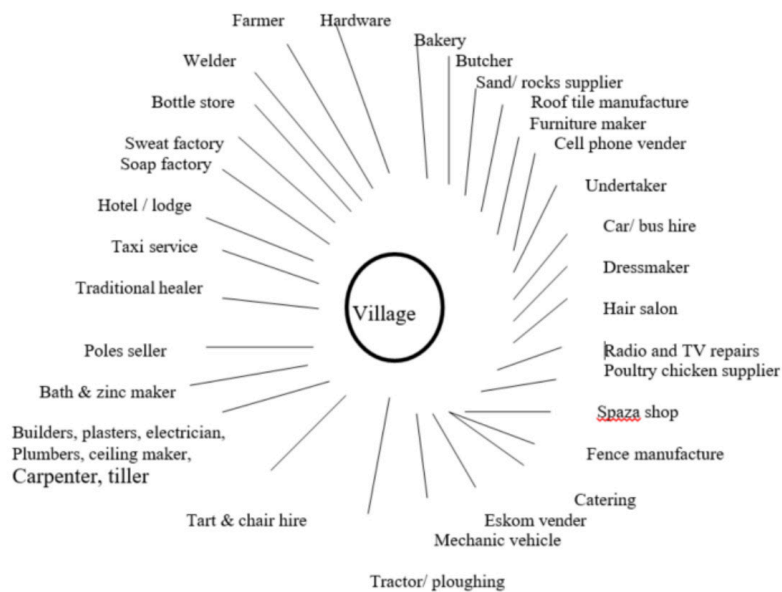 Farmer
Hardware
Bakery
Welder
Butcher
Sand/ rocks supplier
Bottle store
Roof tile manufacture
Furniture maker
Sweat factory
Cell phone vender
Soap factory
Undertaker
Hotel / lodge
Car/ bus hire
Taxi service
Dressmaker
Traditional healer
Hair salon
Village
Poles seller
Radio and TV repairs
Poultry chicken supplier
Bath & zinc maker
Spaza shop
Builders, plasters, electrician,
Plumbers, ceiling maker,
Carpenter, tiller
Fence manufacture
Catering
Tart & chair hire
Eskom vender
Mechanic vehicle
Tractor/ ploughing